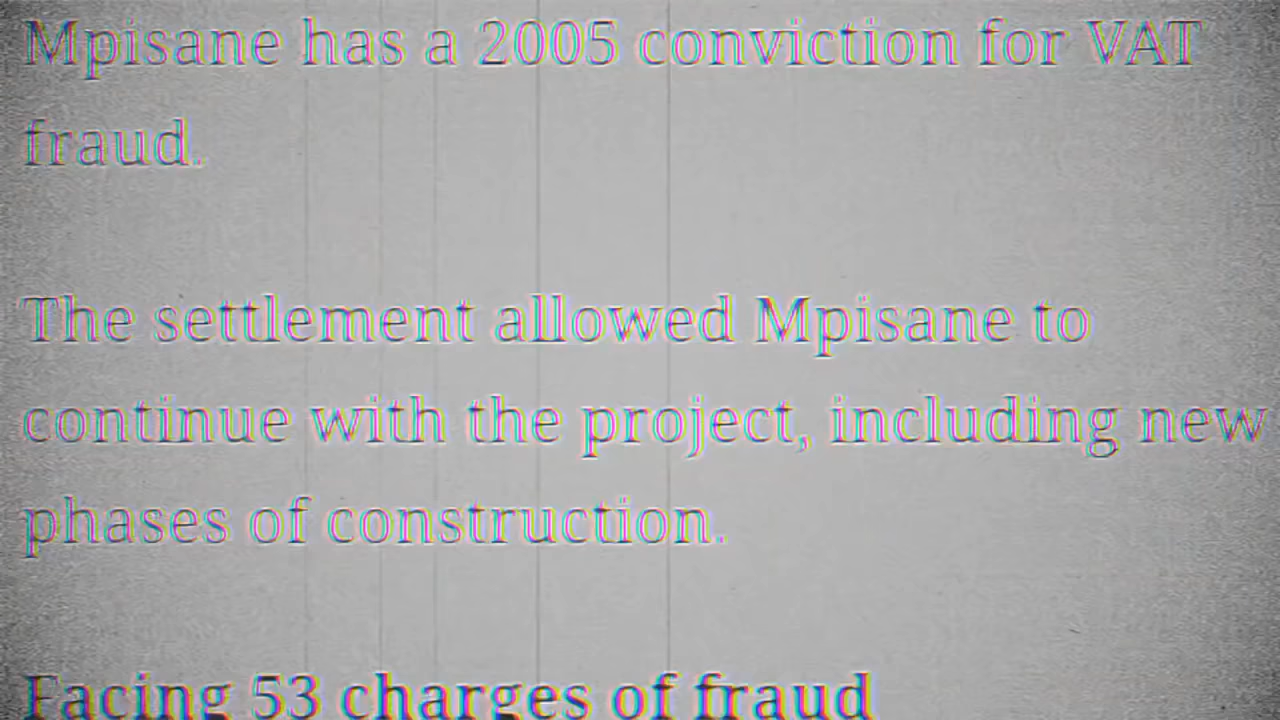 Mpisane has a 2005 conviction for VAT
fraud.
The settlement allowed Mpisane to
continue with the project, including new
phases of construction.
Facing 53 charges of fraud